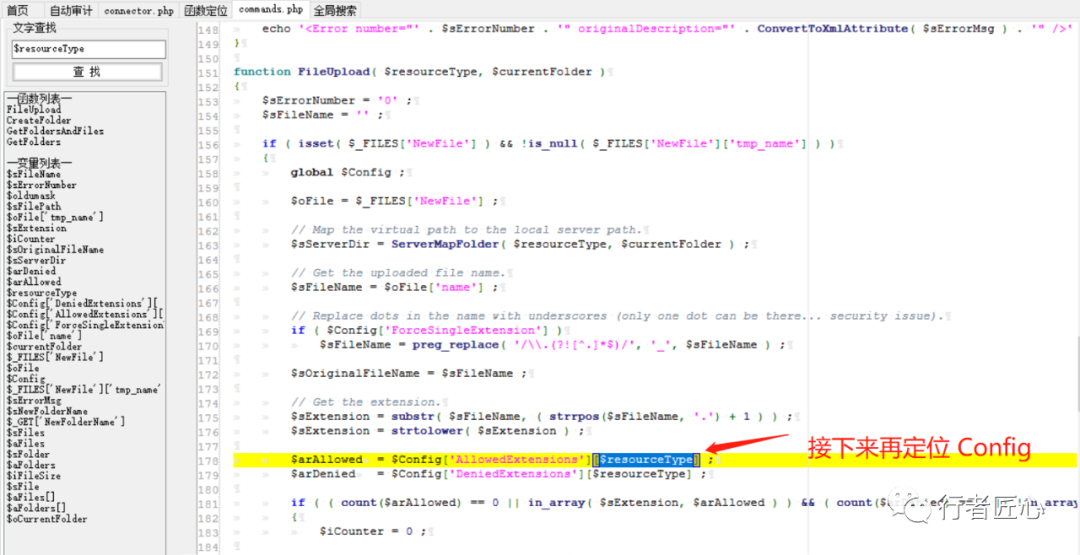 首页 自动审计 connector.php 函数定位 commands.php 全局搜索
文字查找
$resourceType
查 找
—函数列表—
FileUpload
CreateFolder
GetFoldersAndFiles
GetFolders
—变量列表—
$sFileName
$sErrorNumber
$oldumask
$sFilePath
$oFile['tmp_name']
$sExtension
$iCounter
$sOriginalFileName
$sServerDir
$arDenied
$arAllowed
$resourceType
$Config['DeniedExtensions'][
$Config['AllowedExtensions'][
$Config['ForceSingleExtension
$oFile['name']
$currentFolder
$_FILES['NewFile']
$oFile
$Config
$_FILES['NewFile']['tmp_name'
$sErrorMsg
$sNewFolderName
$_GET['NewFolderName']
$sFiles
$aFiles
$sFolder
$aFolders
$iFileSize
$sFile
$aFiles[]
$aFolders[]
$oCurrentFolder
148 echo '<Error number="' . $sErrorNumber . '" originalDescription="' . ConvertToXmlAttribute( $sErrorMsg ) . '" />'
149 }
150
151 function FileUpload( $resourceType, $currentFolder )
152 {
153 $sErrorNumber = '0' ;
154 $sFileName = '' ;
155
156 if ( isset( $_FILES['NewFile'] ) && !is_null( $_FILES['NewFile']['tmp_name'] ) )
157 {
158 global $Config ;
159
160 $oFile = $_FILES['NewFile'] ;
161
162 // Map the virtual path to the local server path.
163 $sServerDir = ServerMapFolder( $resourceType, $currentFolder ) ;
164
165 // Get the uploaded file name.
166 $sFileName = $oFile['name'] ;
167
168 // Replace dots in the name with underscores (only one dot can be there... security issue).
169 if ( $Config['ForceSingleExtension'] )
170 $sFileName = preg_replace( '/\\.(?![^.]*$)/', '_', $sFileName ) ;
171
172 $sOriginalFileName = $sFileName ;
173
174 // Get the extension.
175 $sExtension = substr( $sFileName, ( strrpos($sFileName, '.') + 1 ) ) ;
176 $sExtension = strtolower( $sExtension ) ;
177
178 $arAllowed = $Config['AllowedExtensions'][$resourceType] ;
179 $arDenied = $Config['DeniedExtensions'][$resourceType] ;
180
181 if ( ( count($arAllowed) == 0 || in_array( $sExtension, $arAllowed ) ) && ( count($ar
182 {
183 $iCounter = 0 ;
184
接下来再定位 Config
行者匠心